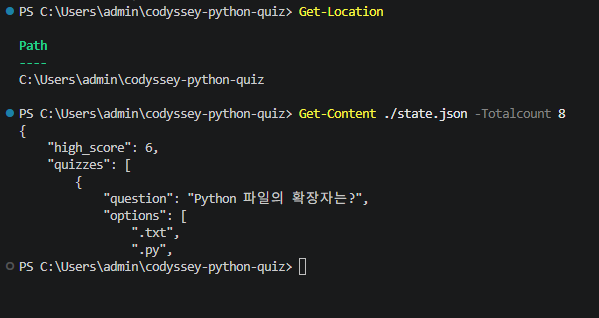 PS C:\Users\admin\codyssey-python-quiz> Get-Location
Path
----
C:\Users\admin\codyssey-python-quiz
PS C:\Users\admin\codyssey-python-quiz> Get-Content ./state.json -Totalcount 8
{
    "high_score": 6,
    "quizzes": [
        {
            "question": "Python 파일의 확장자는?",
            "options": [
                ".txt",
                ".py",
PS C:\Users\admin\codyssey-python-quiz>